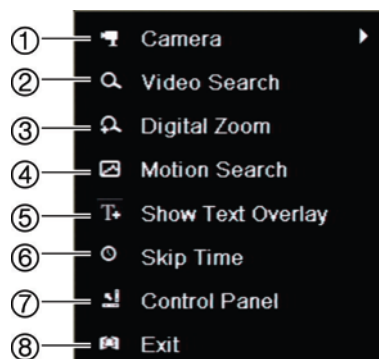 ① Camera
② Video Search
③ Digital Zoom
④ Motion Search
⑤ T+ Show Text Overlay
⑥ Skip Time
⑦ Control Panel
⑧ Exit